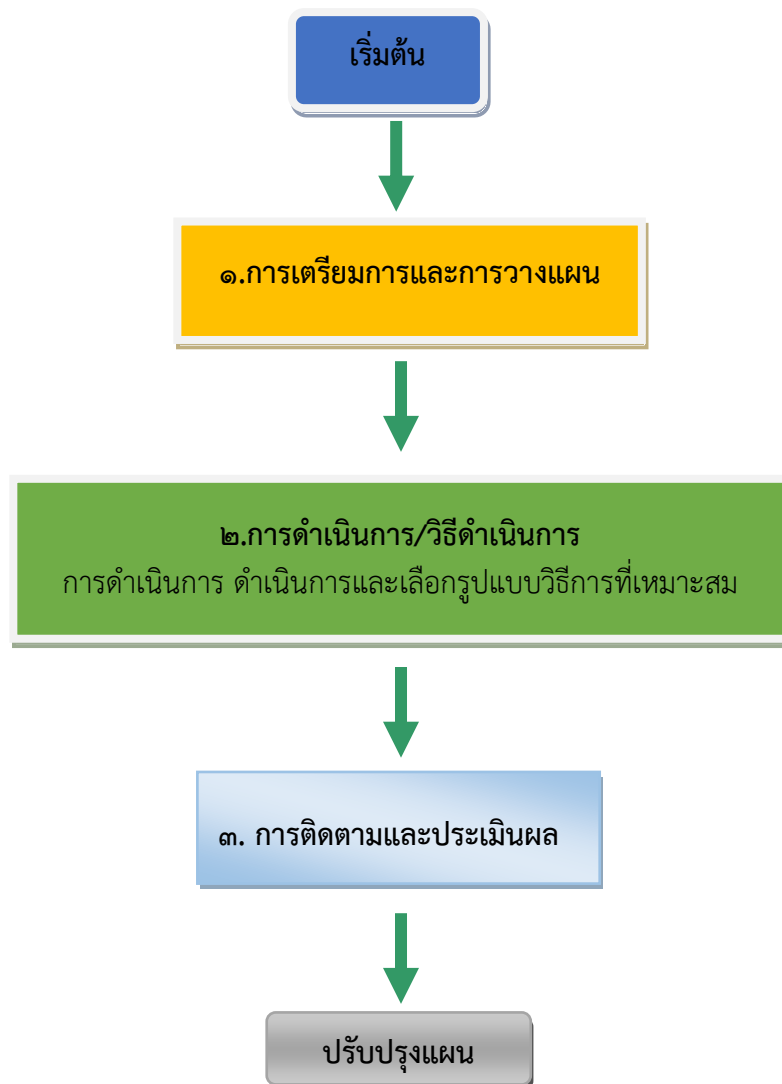 เริ่มต้น
๑.การเตรียมการและการวางแผน
๒.การดำเนินการ/วิธีดำเนินการ
การดำเนินการ ดำเนินการและเลือกรูปแบบวิธีการที่เหมาะสม
๓. การติดตามและประเมินผล
ปรับปรุงแผน